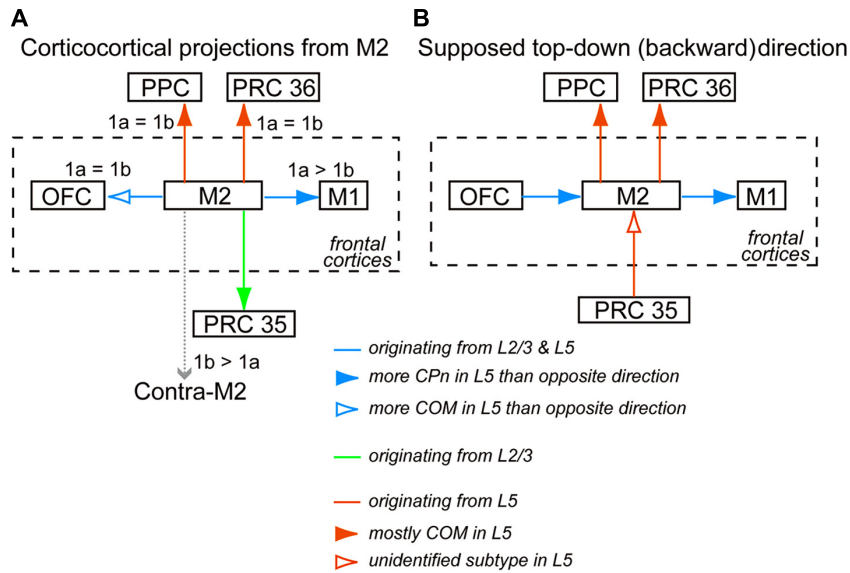 A
B
Corticocortical projections from M2
Supposed top-down (backward)direction
PPC
PRC 36
PPC
PRC 36
1a = 1b
1a = 1b
1a = 1b
1a > 1b
OFC
M2
M1
OFC
M2
M1
frontal
cortices
frontal
cortices
PRC 35
PRC 35
1b > 1a
Contra-M2
originating from L2/3 & L5
more CPn in L5 than opposite direction
more COM in L5 than opposite direction
originating from L2/3
originating from L5
mostly COM in L5
unidentified subtype in L5